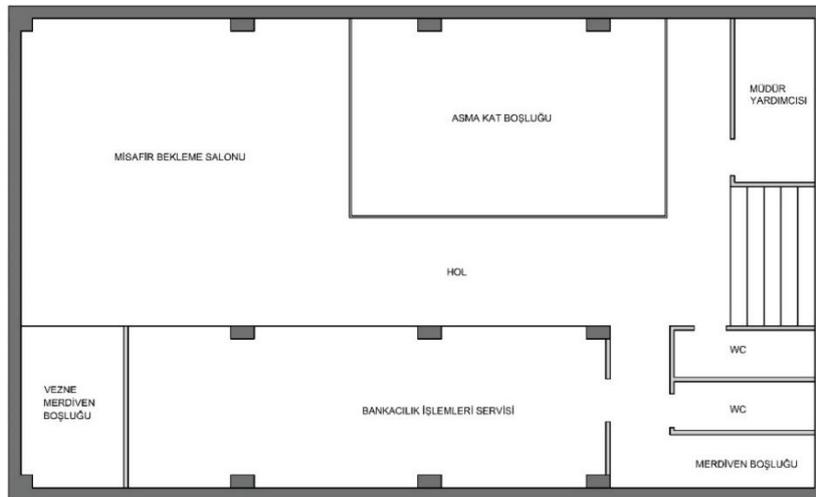 MÜDÜR
YARDIMCISI
ASMA KAT BOŞLUĞU
MİSAFİR BEKLEME SALONU
HOL
WC
VEZNE
MERDİVEN
BOŞLUĞU
BANKACILIK İŞLEMLERİ SERVİSİ
WC
MERDİVEN BOŞLUĞU